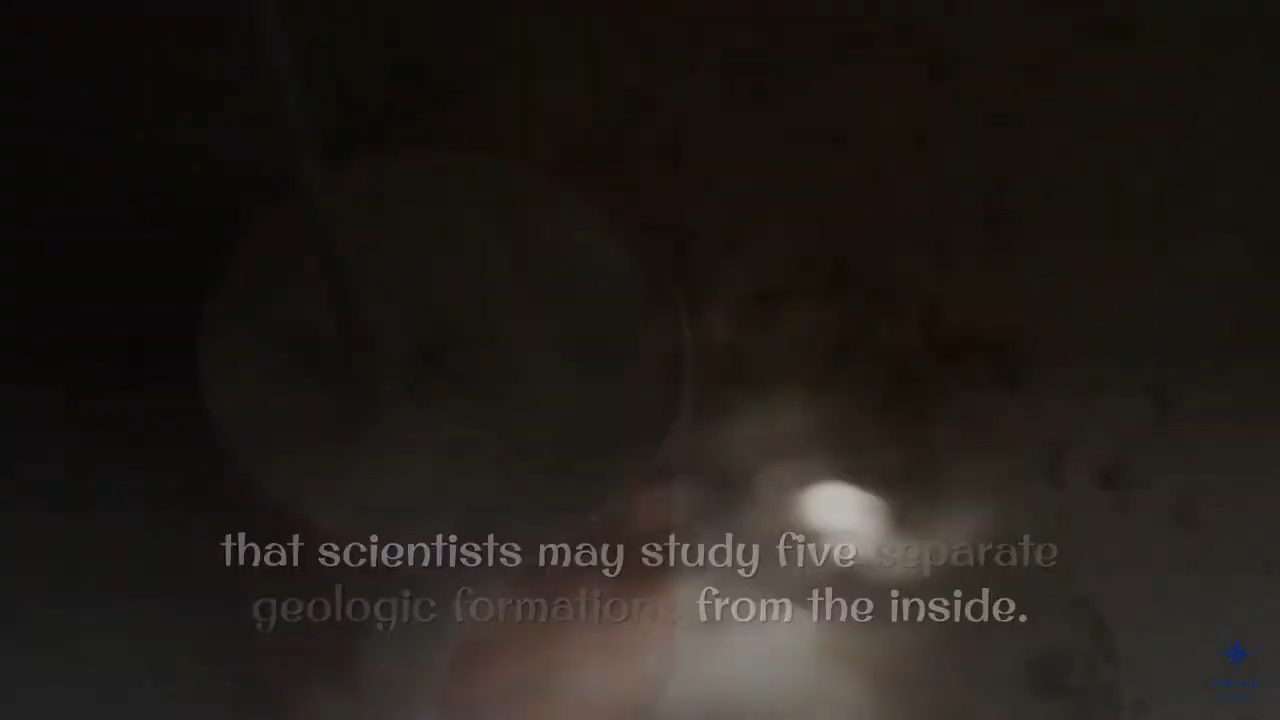 that scientists may study five separate
geologic formations from the inside.